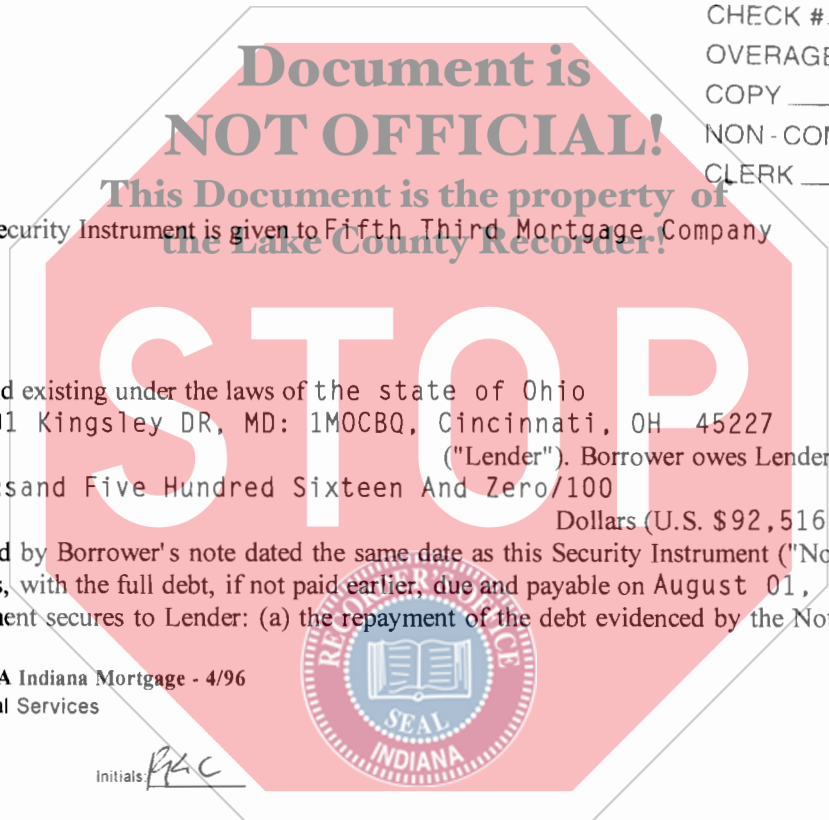 CHECK #
OVERAGE
COPY
NON-CON
CLERK
Document is
NOT OFFICIAL!
This Document is the property of
the Lake County Recorder!
ecurity Instrument is given to Fifth Third Mortgage Company
d existing under the laws of the state of Ohio
01 Kingsley DR, MD: 1MOCBQ, Cincinnati, OH 45227
("Lender"). Borrower owes Lender
sand Five Hundred Sixteen And Zero/100
Dollars (U.S. $92,516
d by Borrower's note dated the same date as this Security Instrument ("No
s, with the full debt, if not paid earlier, due and payable on August 01,
ent secures to Lender: (a) the repayment of the debt evidenced by the Not
STOP
RECORDER'S OFFICE
SEAL
INDIANA
A Indiana Mortgage - 4/96
al Services
Initials: